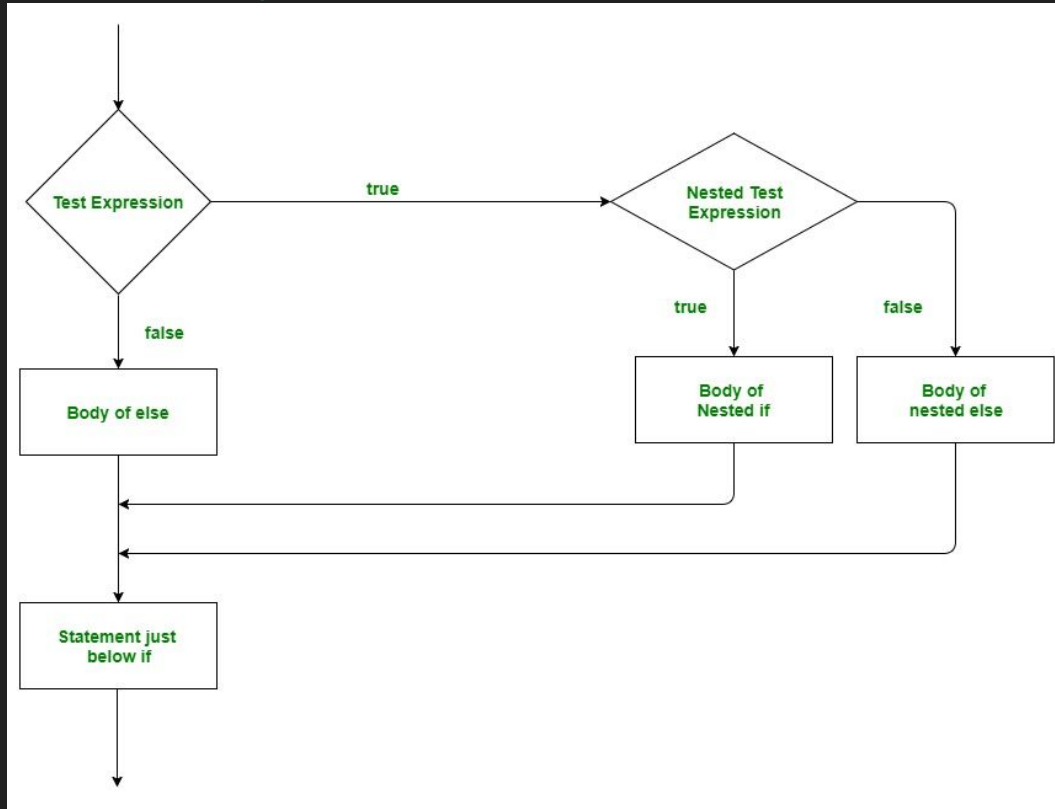 Test Expression
true
Nested Test
Expression
false
true
false
Body of else
Body of
Nested if
Body of
nested else
Statement just
below if